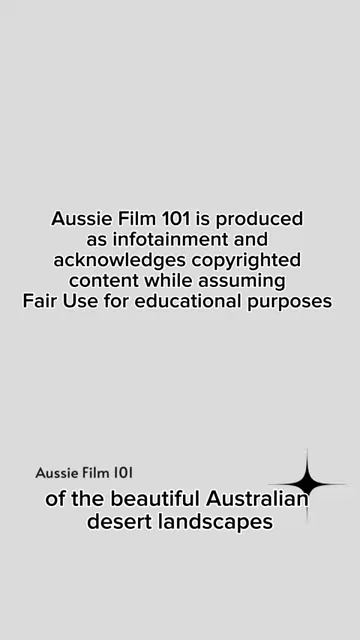 Aussie Film 101 is produced
as infotainment and
acknowledges copyrighted
content while assuming
Fair Use for educational purposes
Aussie Film 101
of the beautiful Australian
desert landscapes